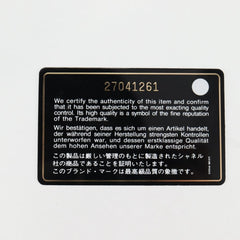 27041261
We certify the authenticity of this item and confirm
that it has been subjected to the most exacting quality
control. Its high quality is a symbol of the fine reputation
of the Trademark.
Wir bestätigen, dass es sich um einen Artikel handelt,
der während seiner Herstellung strengsten Kontrollen
unterworfen war, und dessen erstklassige Qualität
dem hohen Ansehen unserer Marke entspricht.
この製品は厳しい管理のもとに製造されたシャネル
社の商品であることを証明いたします。
このブランド・マークは最高級品質の象徴です。